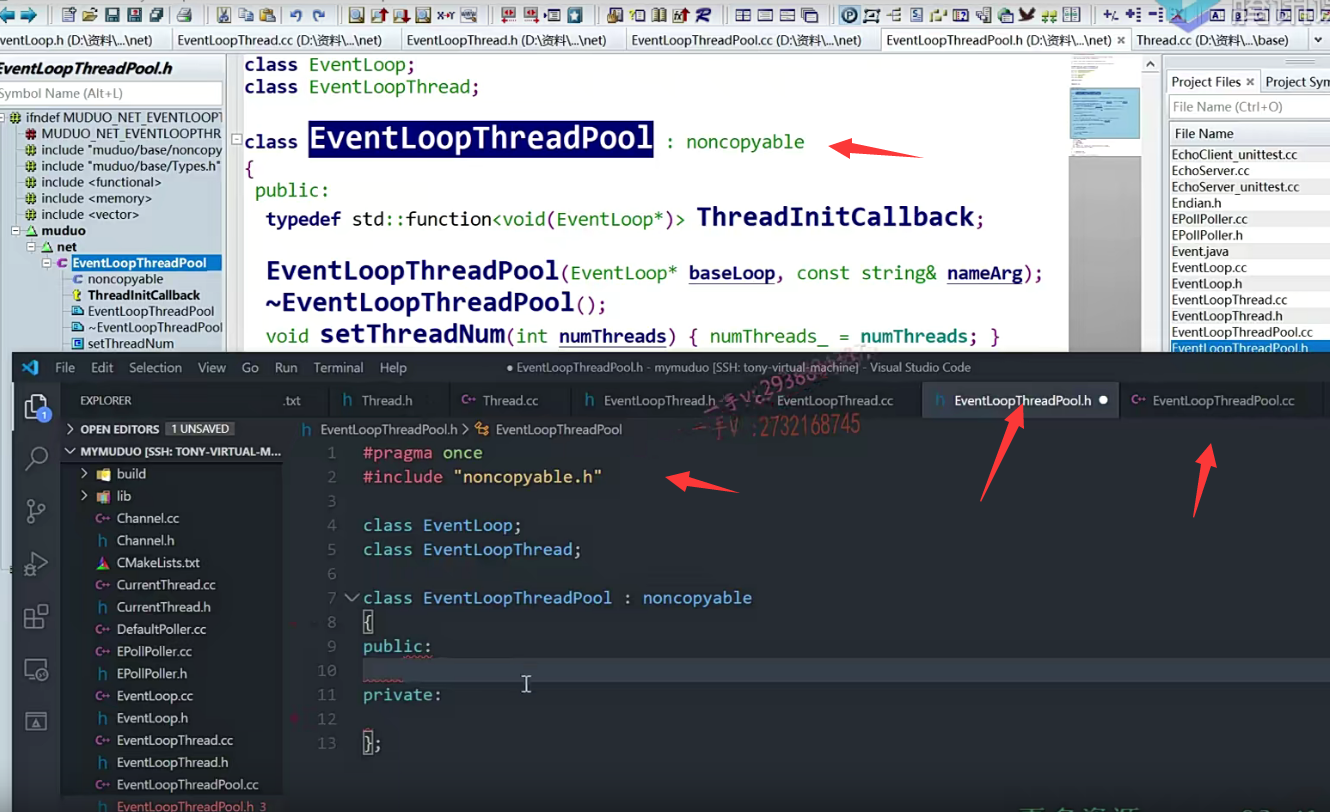 ventLoop.h (D:\资料\...\net)
EventLoopThread.cc (D:\资料\...\net)
EventLoopThread.h (D:\资料\...\net)
EventLoopThreadPool.cc (D:\资料\...\net)
EventLoopThreadPool.h (D:\资料\...\net)
Thread.cc (D:\资料\...\base)
EventLoopThreadPool.h
Symbol Name (Alt+L)
ifndef MUDUO_NET_EVENTLOOPT
MUDUO_NET_EVENTLOOPTHR
include "muduo/base/noncopy
include "muduo/base/Types.h"
include <functional>
include <memory>
include <vector>
muduo
net
EventLoopThreadPool
noncopyable
ThreadInitCallback
EventLoopThreadPool
~EventLoopThreadPool
setThreadNum
class EventLoop;
class EventLoopThread;
class EventLoopThreadPool : noncopyable
{
public:
typedef std::function<void(EventLoop*)> ThreadInitCallback;
EventLoopThreadPool(EventLoop* baseLoop, const string& nameArg);
~EventLoopThreadPool();
void setThreadNum(int numThreads) { numThreads_ = numThreads; }
Project Files
Project Sym
File Name (Ctrl+O)
File Name
EchoClient_unittest.cc
EchoServer.cc
EchoServer_unittest.cc
Endian.h
EPollPoller.cc
EPollPoller.h
Event.java
EventLoop.cc
EventLoop.h
EventLoopThread.cc
EventLoopThread.h
EventLoopThreadPool.cc
EventLoopThreadPool.h
File Edit Selection View Go Run Terminal Help
● EventLoopThreadPool.h - mymuduo [SSH: tony-virtual-machine] - Visual Studio Code
EXPLORER
.txt
Thread.h
Thread.cc
EventLoopThread.h
EventLoopThread.cc
EventLoopThreadPool.h
EventLoopThreadPool.cc
二手V :2732168745
1
OPEN EDITORS 1 UNSAVED
MYMUDUO [SSH: TONY-VIRTUAL-M...
build
lib
Channel.cc
Channel.h
CMakeLists.txt
CurrentThread.cc
CurrentThread.h
DefaultPoller.cc
EPollPoller.cc
EPollPoller.h
EventLoop.cc
EventLoop.h
EventLoopThread.cc
EventLoopThread.h
EventLoopThreadPool.cc
EventLoopThreadPool.h 3
EventLoopThreadPool.h > EventLoopThreadPool
1 #pragma once
2 #include "noncopyable.h"
3
4 class EventLoop;
5 class EventLoopThread;
6
7 class EventLoopThreadPool : noncopyable
8 {
9 public:
10
11 private:
12
13 };